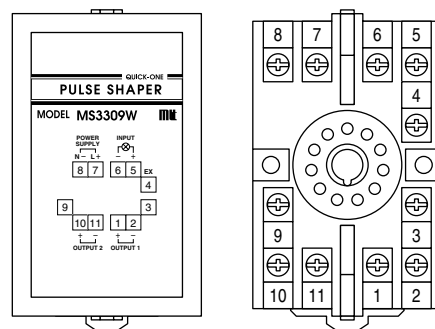 QUICK-ONE
PULSE SHAPER
MODEL MS3309W MTT
POWER SUPPLY
INPUT
N – L +
– +
8 7 6 5 EX
4
9 3
10 11 1 2
+ – + –
OUTPUT 2 OUTPUT 1
8 7 6 5
4
9 3
10 11 1 2